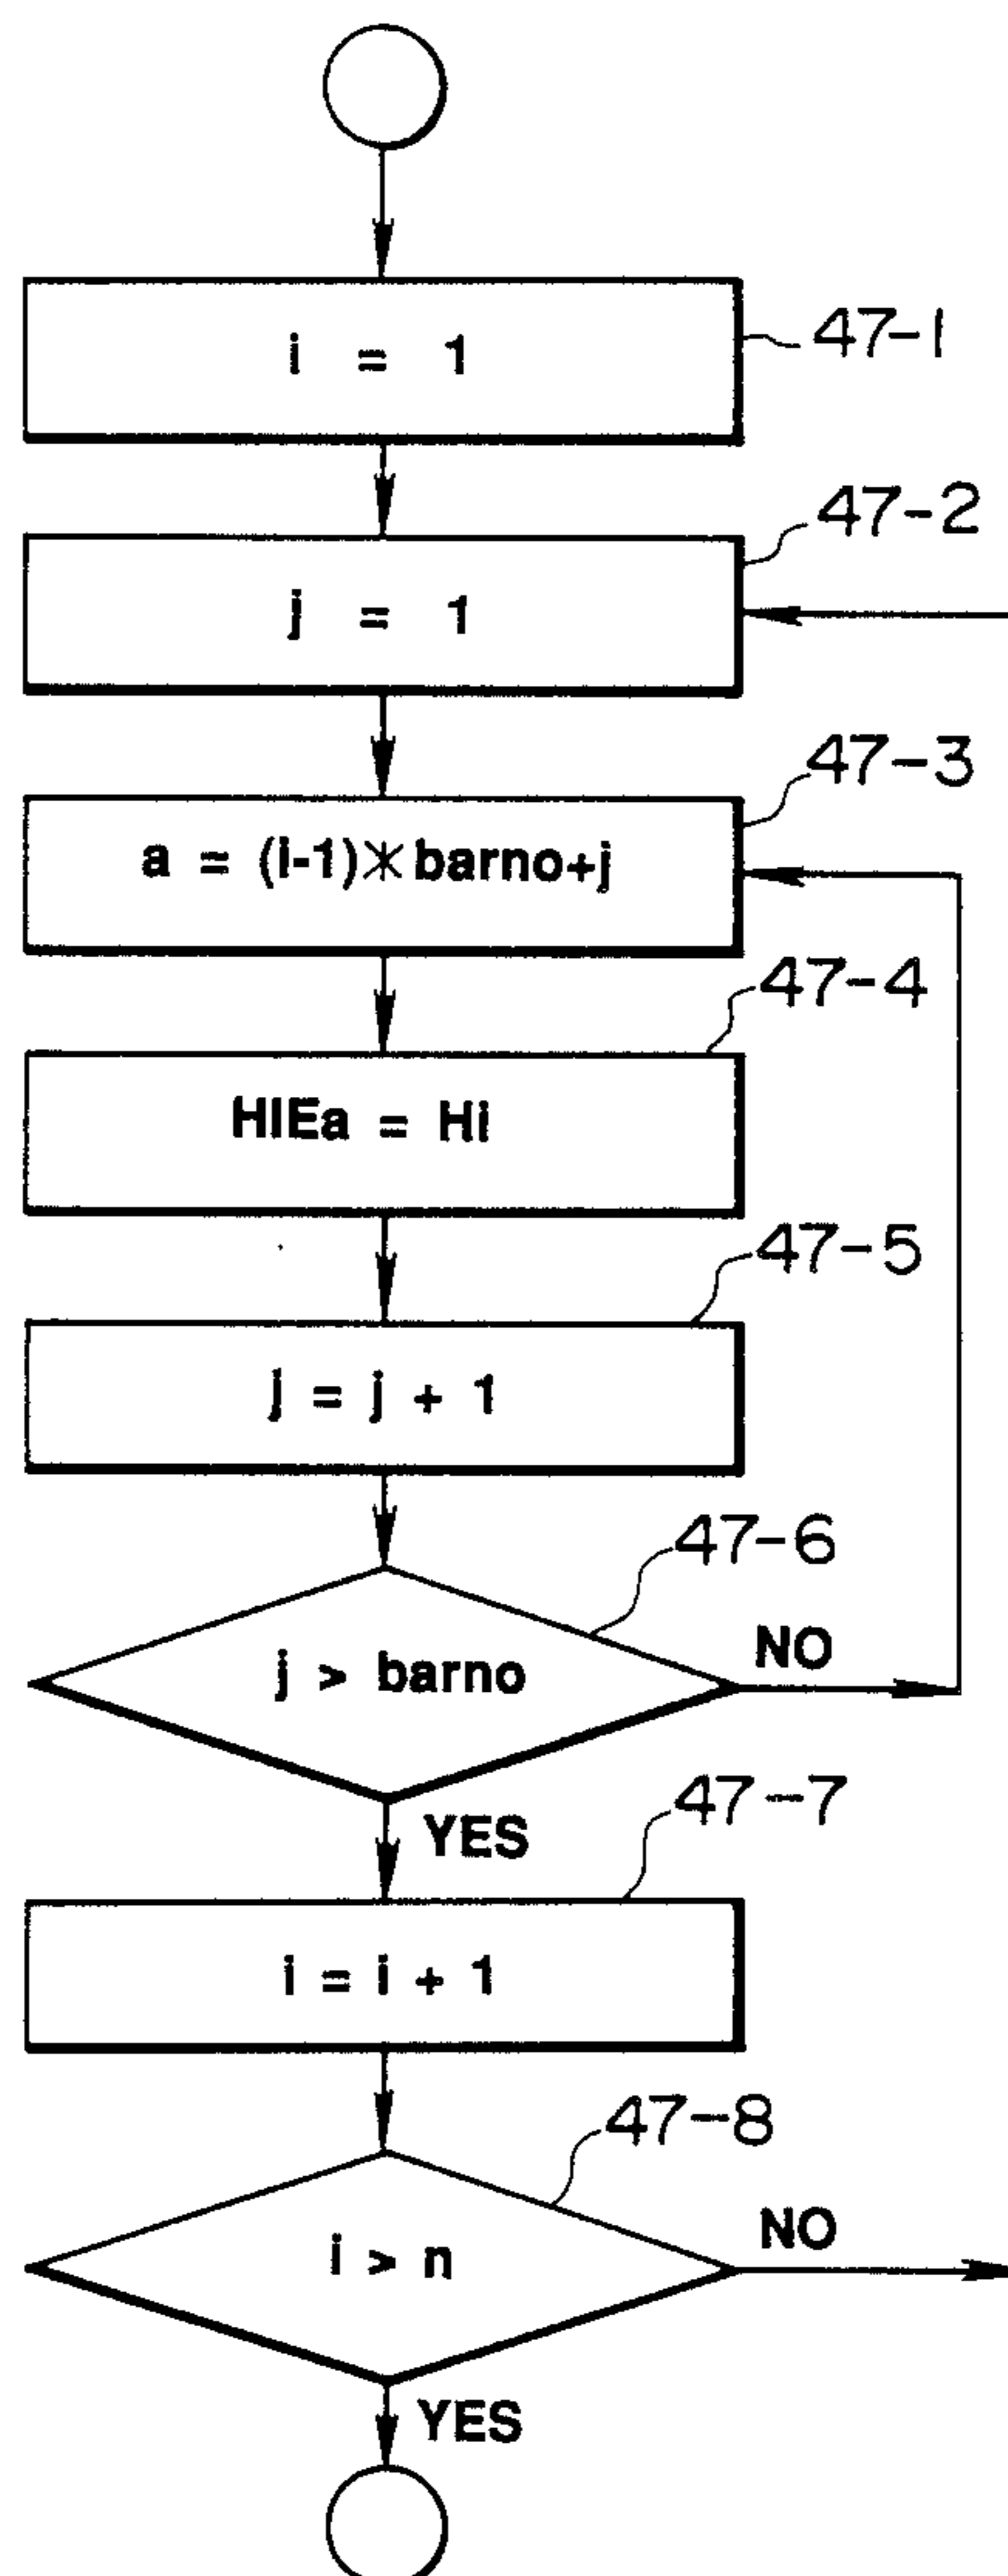 i = 1
47-1
j = 1
47-2
a = (i-1)*barno+j
47-3
HIEa = Hi
47-4
j = j + 1
47-5
j > barno
47-6
NO
YES
i = i + 1
47-7
i > n
47-8
NO
YES